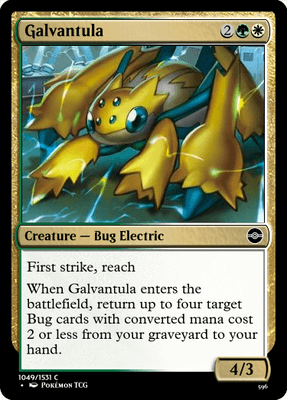 Galvantula 2
Creature — Bug Electric
First strike, reach
When Galvantula enters the
battlefield, return up to four target
Bug cards with converted mana cost
2 or less from your graveyard to your
hand.
4/3
1049/1531 C
• Pokémon TCG
596